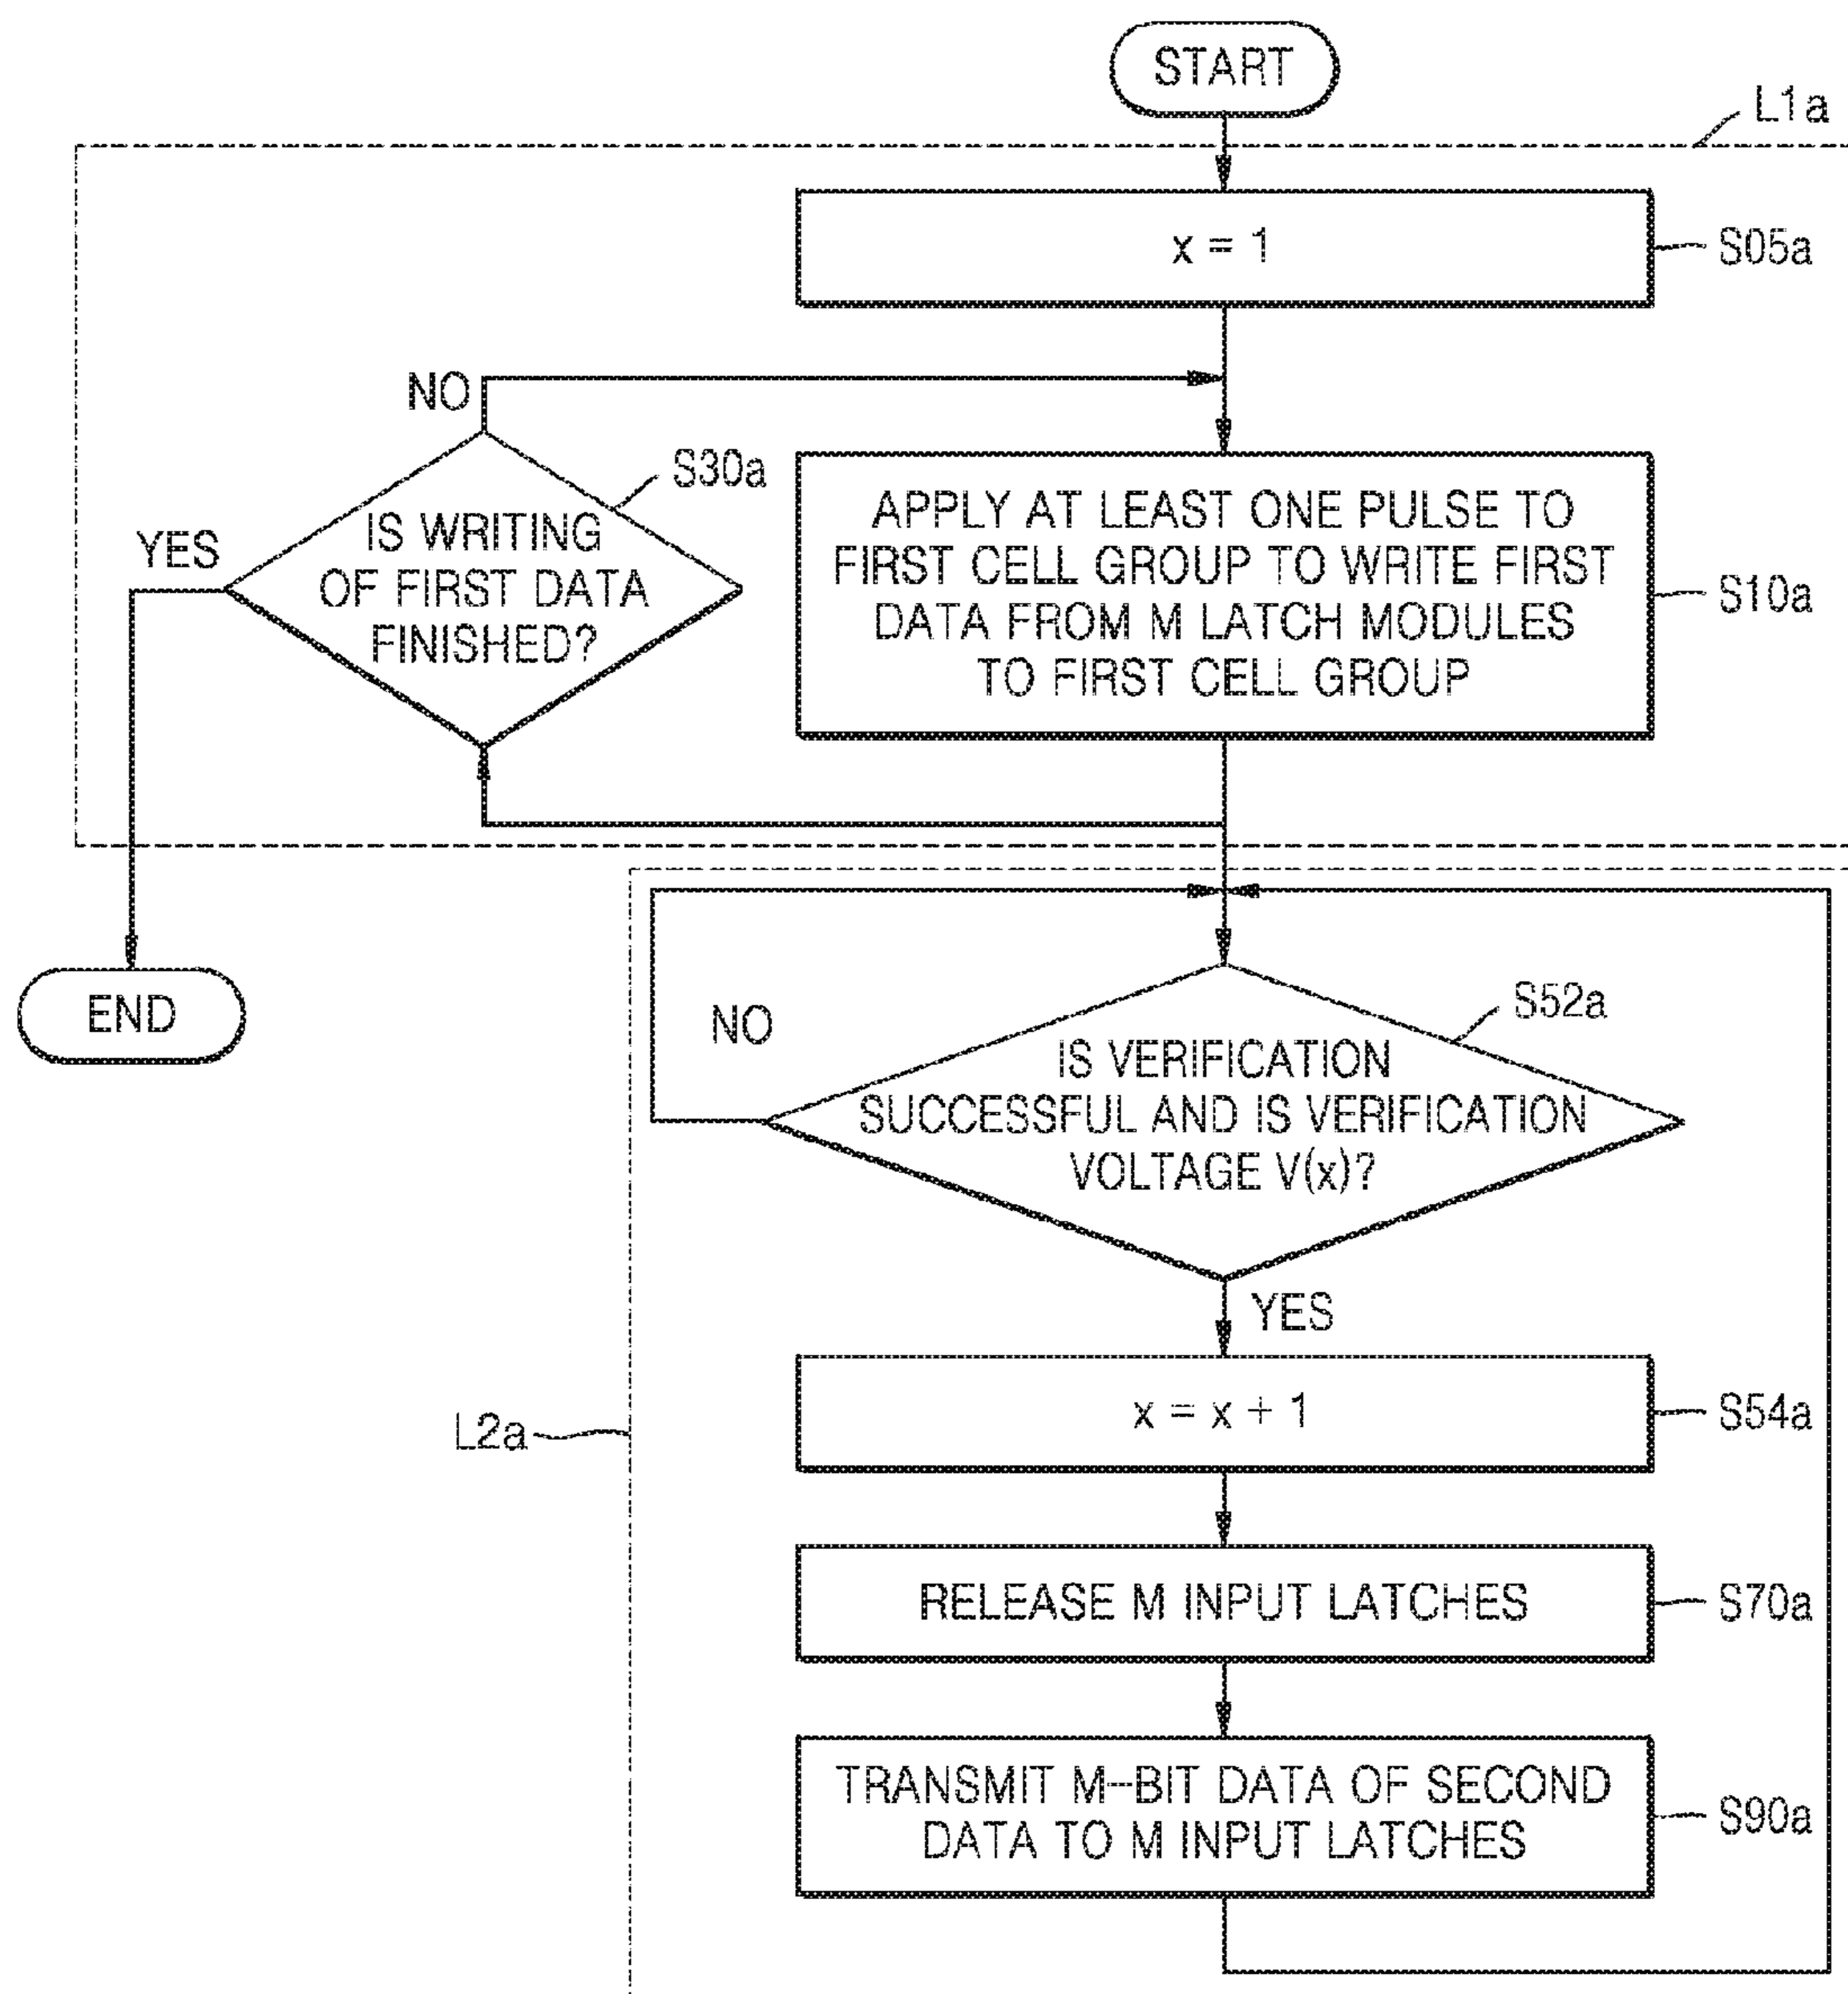 START
L1a
x = 1
S05a
NO
S30a
YES
IS WRITING
OF FIRST DATA
FINISHED?
APPLY AT LEAST ONE PULSE TO
FIRST CELL GROUP TO WRITE FIRST
DATA FROM M LATCH MODULES
TO FIRST CELL GROUP
S10a
END
NO
S52a
IS VERIFICATION
SUCCESSFUL AND IS VERIFICATION
VOLTAGE V(x)?
YES
x = x + 1
S54a
L2a
RELEASE M INPUT LATCHES
S70a
TRANSMIT M-BIT DATA OF SECOND
DATA TO M INPUT LATCHES
S90a